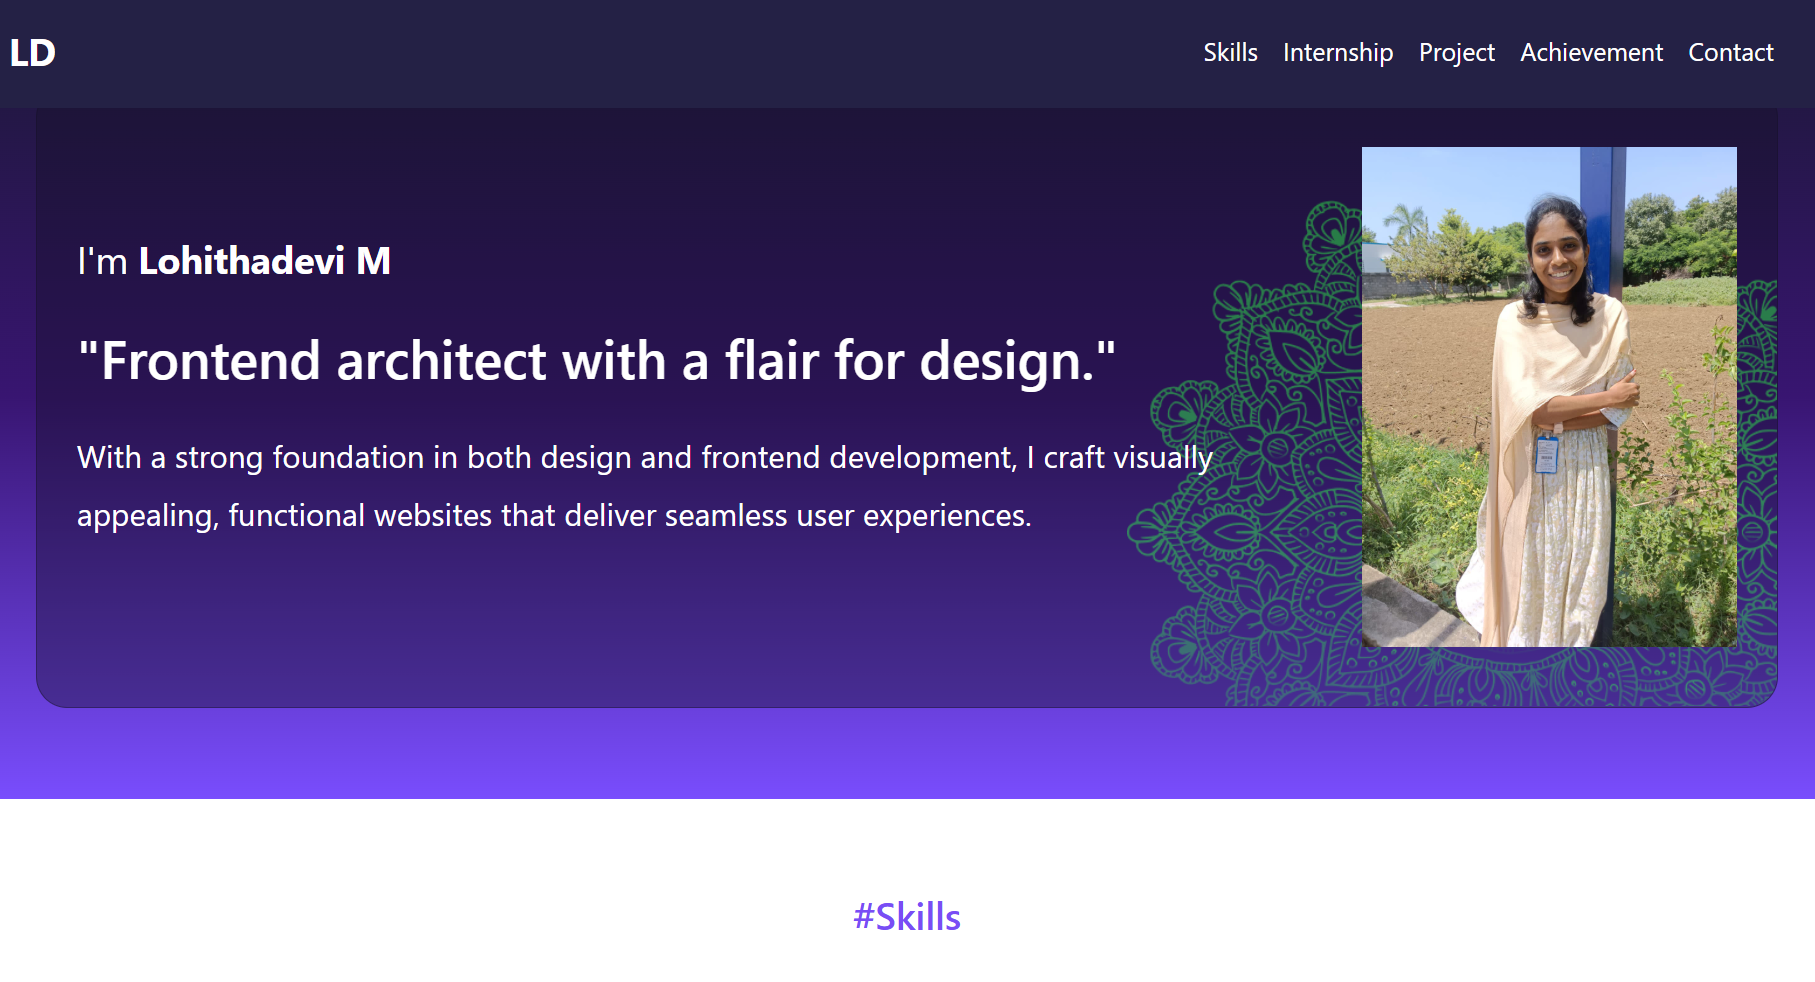 LD
Skills Internship Project Achievement Contact
I'm Lohithadevi M
"Frontend architect with a flair for design."
With a strong foundation in both design and frontend development, I craft visually
appealing, functional websites that deliver seamless user experiences.
#Skills